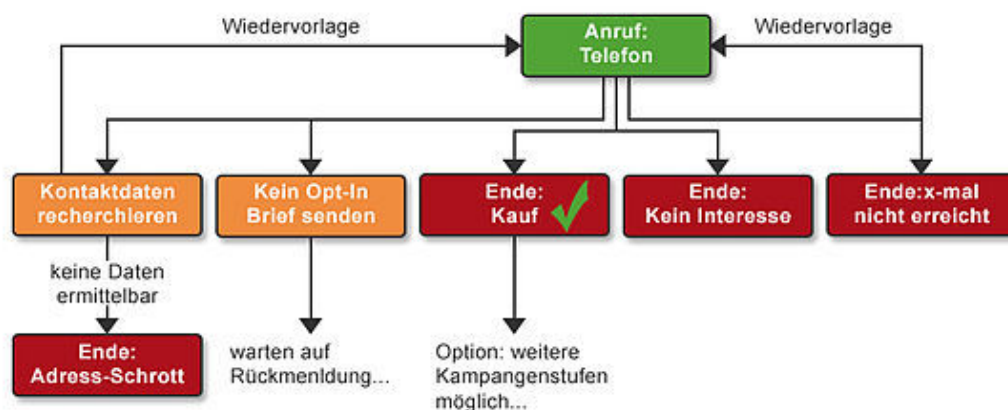 Wiedervorlage
Anruf:
Telefon
Wiedervorlage
Kontaktdaten
recherchieren
Kein Opt-In
Brief senden
Ende:
Kauf
Ende:
Kein Interesse
Ende:x-mal
nicht erreicht
keine Daten
ermittelbar
Ende:
Adress-Schrott
warten auf
Rückmenldung...
Option: weitere
Kampangenstufen
möglich...